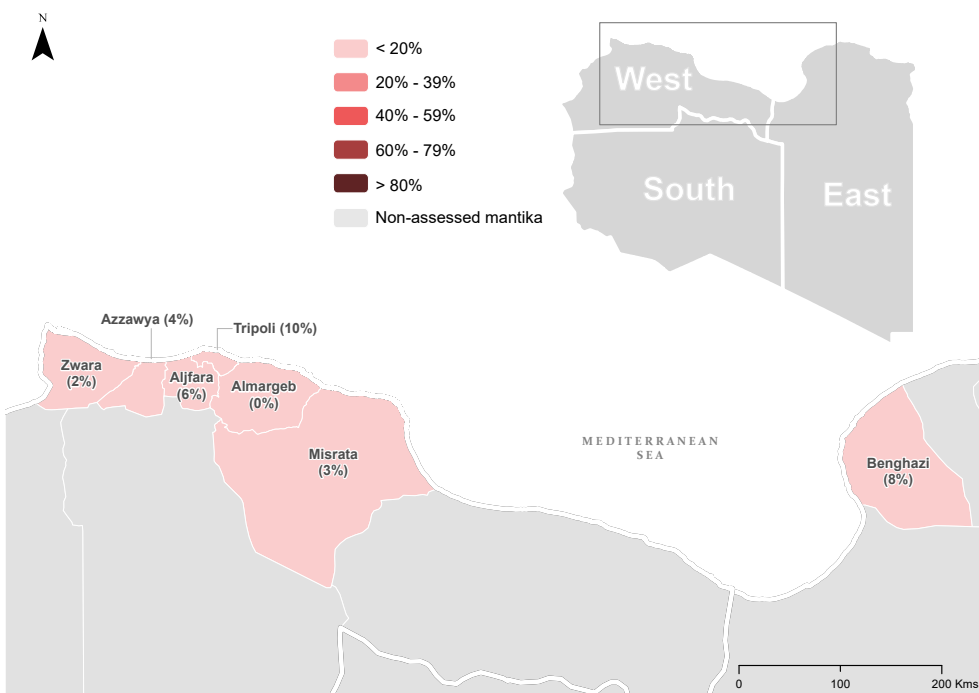 N
< 20%
20% - 39%
40% - 59%
60% - 79%
> 80%
Non-assessed mantika
West
South
East
Azzawya (4%)
Tripoli (10%)
Zwara
(2%)
Aljfara
(6%)
Almargeb
(0%)
Misrata
(3%)
MEDITERRANEAN
SEA
Benghazi
(8%)
0 100 200 Kms